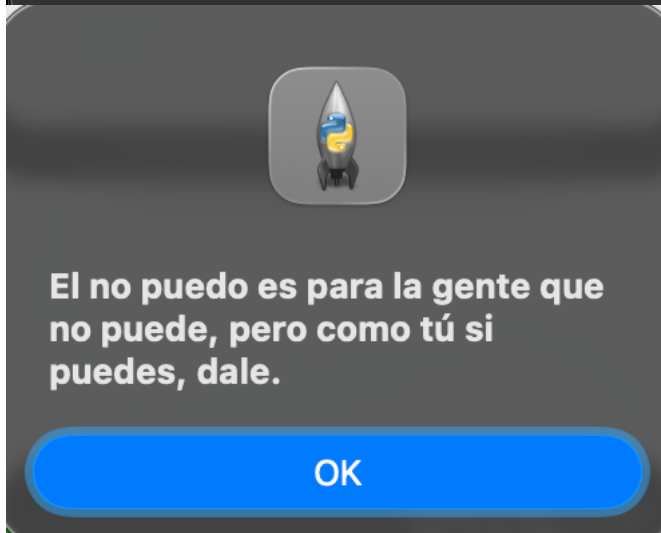 El no puedo es para la gente que
no puede, pero como tú si
puedes, dale.
OK